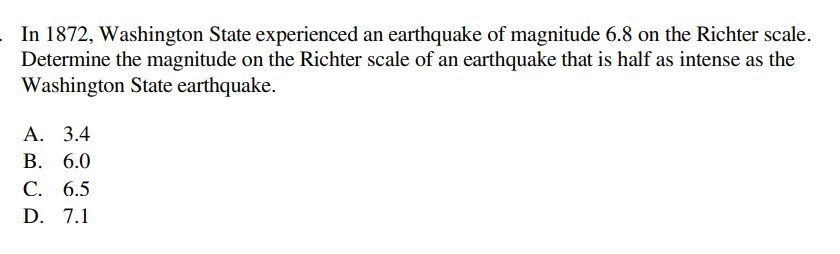 . In 1872, Washington State experienced an earthquake of magnitude 6.8 on the Richter scale.
Determine the magnitude on the Richter scale of an earthquake that is half as intense as the
Washington State earthquake.
A. 3.4
B. 6.0
C. 6.5
D. 7.1